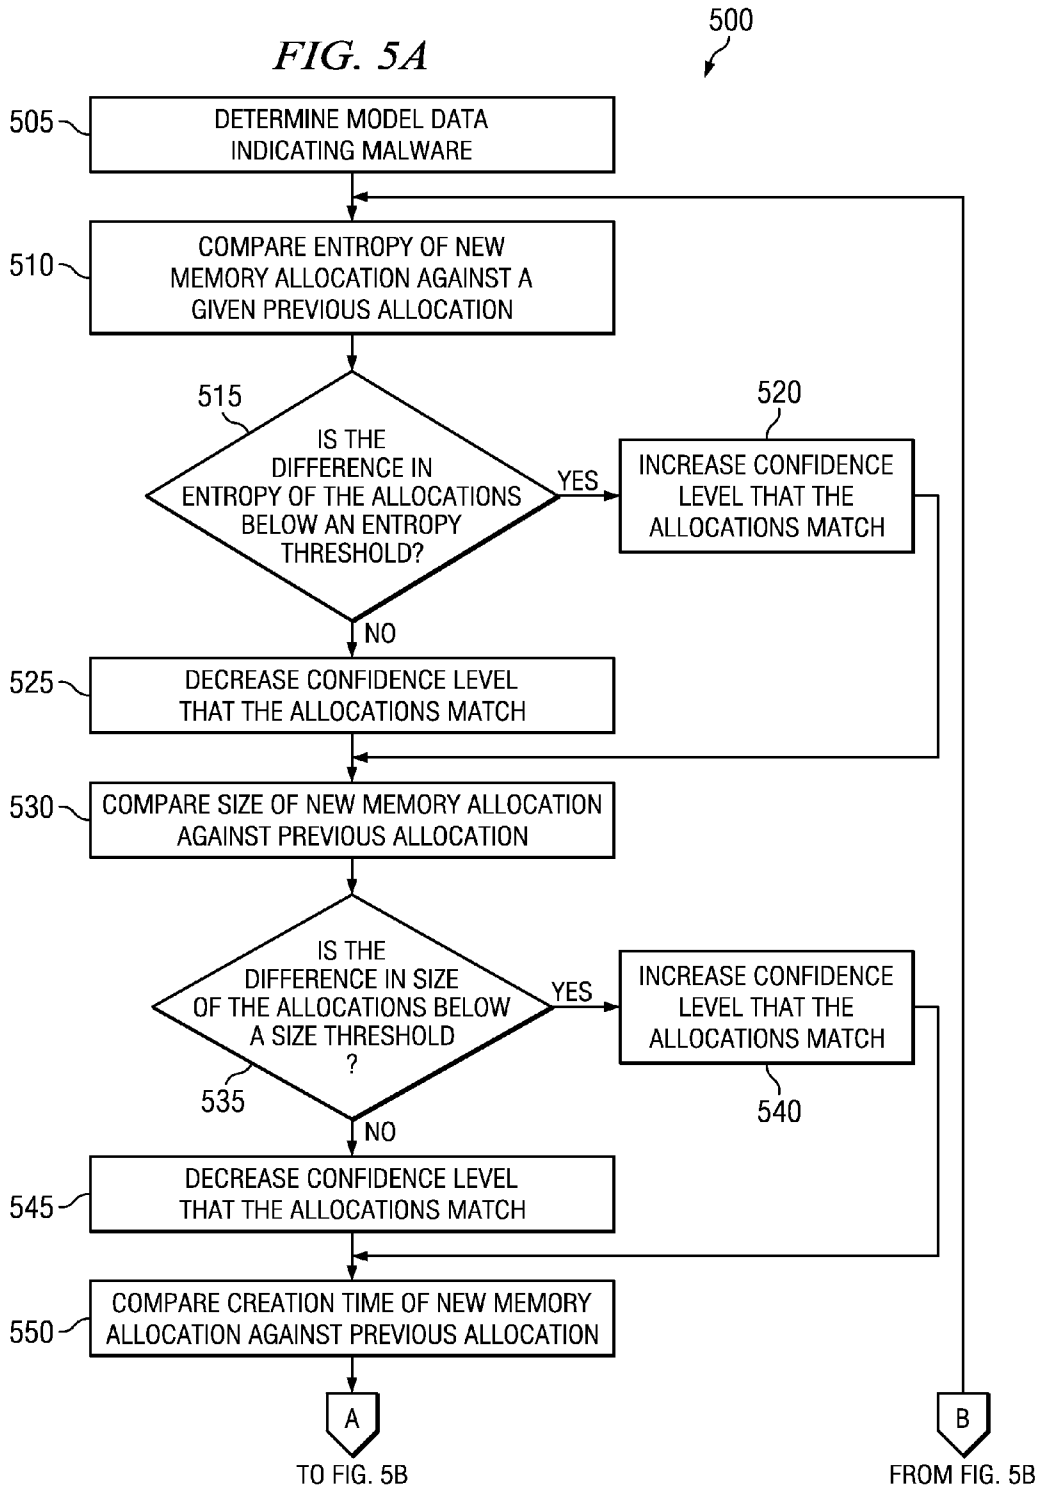 500
FIG. 5A
505
DETERMINE MODEL DATA
INDICATING MALWARE
510
COMPARE ENTROPY OF NEW
MEMORY ALLOCATION AGAINST A
GIVEN PREVIOUS ALLOCATION
515
IS THE
DIFFERENCE IN
ENTROPY OF THE ALLOCATIONS
BELOW AN ENTROPY
THRESHOLD?
YES
520
INCREASE CONFIDENCE
LEVEL THAT THE
ALLOCATIONS MATCH
NO
525
DECREASE CONFIDENCE LEVEL
THAT THE ALLOCATIONS MATCH
530
COMPARE SIZE OF NEW MEMORY ALLOCATION
AGAINST PREVIOUS ALLOCATION
IS THE
DIFFERENCE IN SIZE
OF THE ALLOCATIONS BELOW
A SIZE THRESHOLD
?
535
YES
INCREASE CONFIDENCE
LEVEL THAT THE
ALLOCATIONS MATCH
540
NO
545
DECREASE CONFIDENCE LEVEL
THAT THE ALLOCATIONS MATCH
550
COMPARE CREATION TIME OF NEW MEMORY
ALLOCATION AGAINST PREVIOUS ALLOCATION
A
TO FIG. 5B
B
FROM FIG. 5B